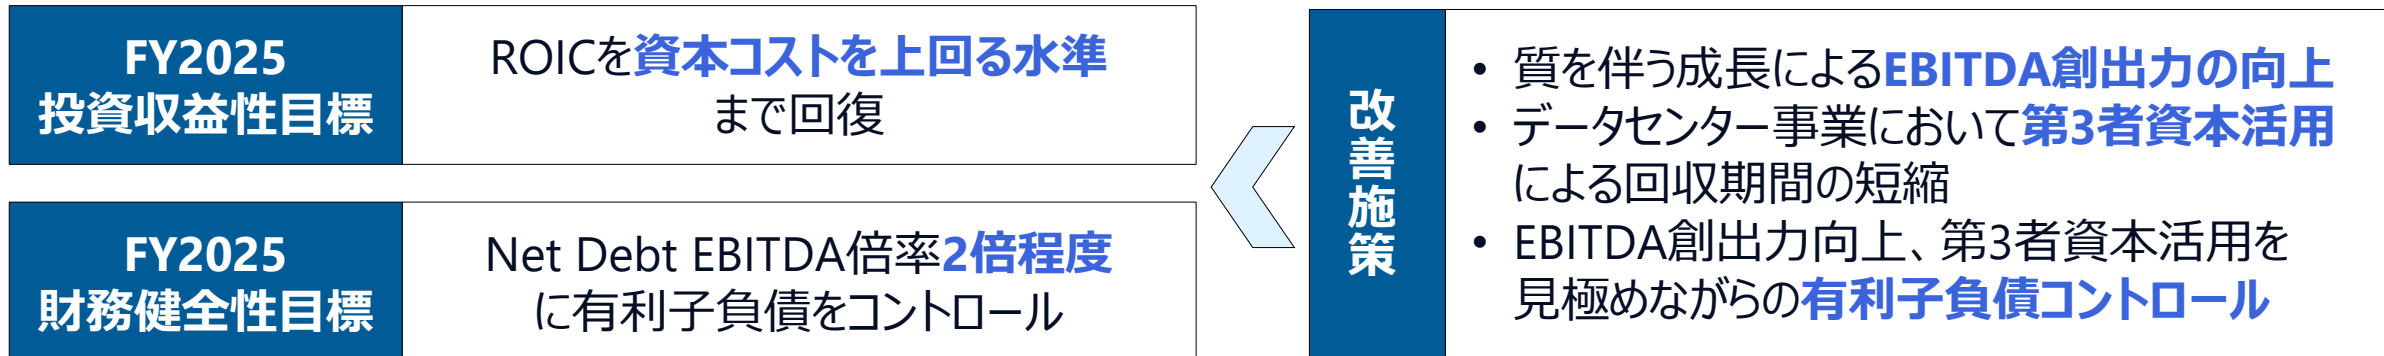 FY2025
投資収益性目標
ROICを資本コストを上回る水準
まで回復
FY2025
財務健全性目標
Net Debt EBITDA倍率2倍程度
に有利子負債をコントロール
改善施策
• 質を伴う成長によるEBITDA創出力の向上
• データセンター事業において第3者資本活用
による回収期間の短縮
• EBITDA創出力向上、第3者資本活用を
見極めながらの有利子負債コントロール